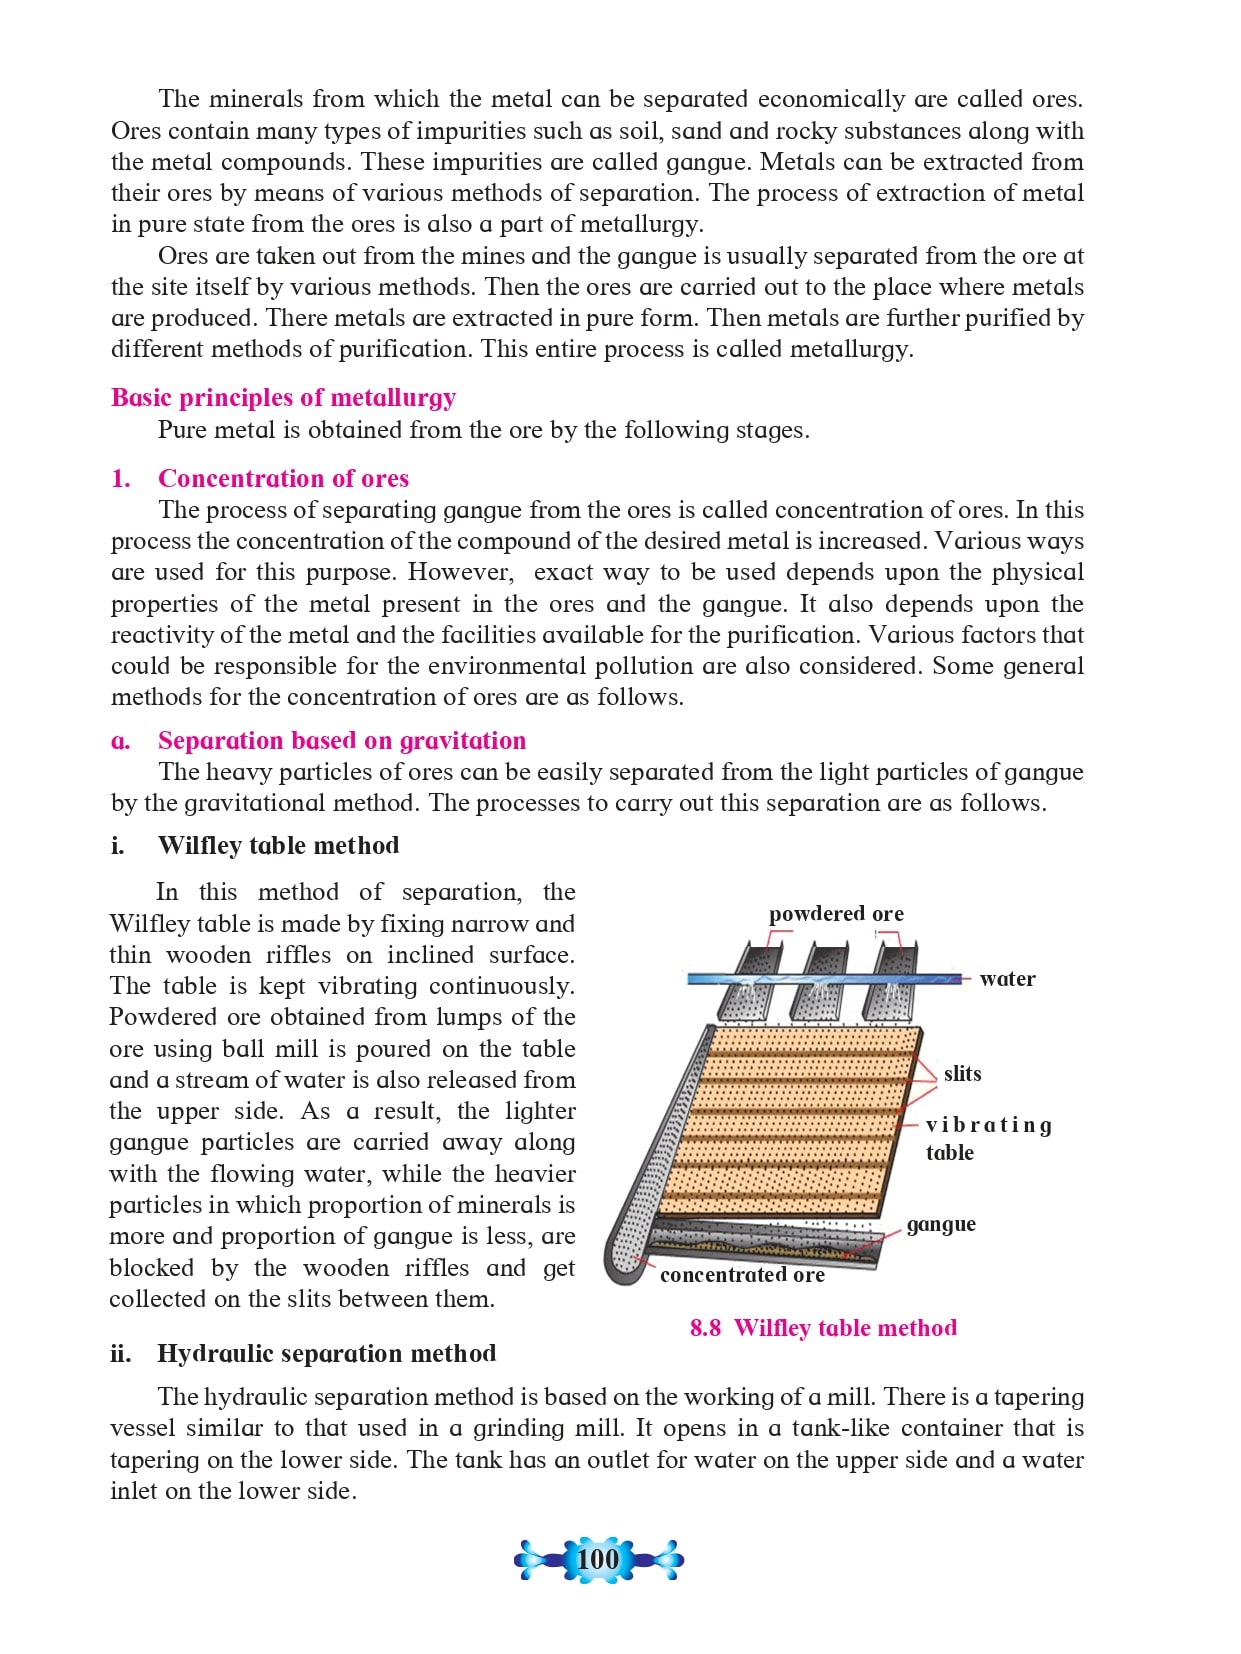 The minerals from which the metal can be separated economically are called ores.
Ores contain many types of impurities such as soil, sand and rocky substances along with
the metal compounds. These impurities are called gangue. Metals can be extracted from
their ores by means of various methods of separation. The process of extraction of metal
in pure state from the ores is also a part of metallurgy.
Ores are taken out from the mines and the gangue is usually separated from the ore at
the site itself by various methods. Then the ores are carried out to the place where metals
are produced. There metals are extracted in pure form. Then metals are further purified by
different methods of purification. This entire process is called metallurgy.
Basic principles of metallurgy
Pure metal is obtained from the ore by the following stages.
1. Concentration of ores
The process of separating gangue from the ores is called concentration of ores. In this
process the concentration of the compound of the desired metal is increased. Various ways
are used for this purpose. However, exact way to be used depends upon the physical
properties of the metal present in the ores and the gangue. It also depends upon the
reactivity of the metal and the facilities available for the purification. Various factors that
could be responsible for the environmental pollution are also considered. Some general
methods for the concentration of ores are as follows.
a. Separation based on gravitation
The heavy particles of ores can be easily separated from the light particles of gangue
by the gravitational method. The processes to carry out this separation are as follows.
i. Wilfley table method
In this method of separation, the
Wilfley table is made by fixing narrow and
thin wooden riffles on inclined surface.
The table is kept vibrating continuously.
Powdered ore obtained from lumps of the
ore using ball mill is poured on the table
and a stream of water is also released from
the upper side. As a result, the lighter
gangue particles are carried away along
with the flowing water, while the heavier
particles in which proportion of minerals is
more and proportion of gangue is less, are
blocked by the wooden riffles and get
collected on the slits between them.
powdered ore
water
slits
vibrating
table
gangue
concentrated ore
8.8 Wilfley table method
ii. Hydraulic separation method
The hydraulic separation method is based on the working of a mill. There is a tapering
vessel similar to that used in a grinding mill. It opens in a tank-like container that is
tapering on the lower side. The tank has an outlet for water on the upper side and a water
inlet on the lower side.
100